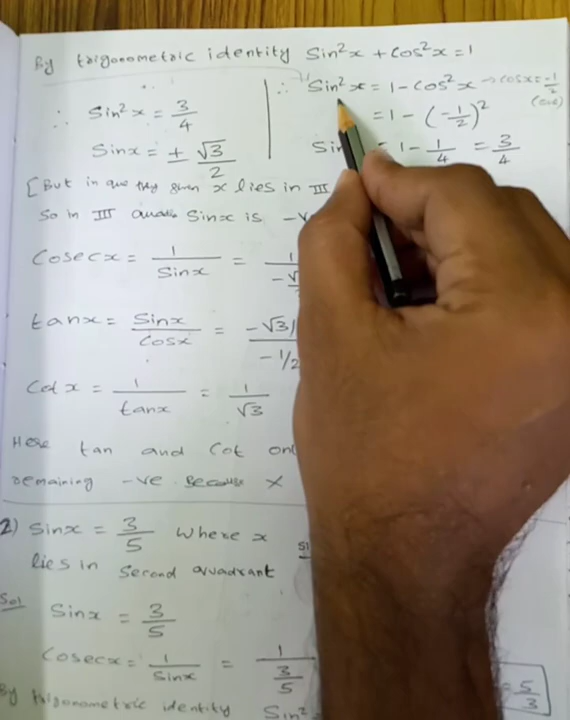 By trigonometric identity Sin²x + Cos²x = 1
∴ Sin²x = 1 - Cos²x → Cosx = -1/2
= 1 - (-1/2)²
= 1 - 1/4 = 3/4
∴ Sin²x = 3/4
Sinx = ± √3/2
[But in que they given x lies in III
So in III quad Sinx is -ve
Cosecx = 1/Sinx = 1/-√
tanx = Sinx/Cosx = -√3/ / -1/2
Cot x = 1/tanx = 1/√3
Here tan and Cot
remaining -ve Because x
2) Sinx = 3/5 Where x
lies in Second quadrant
Sol Sinx = 3/5
Cosecx = 1/Sinx = 1/(3/5) = 5/3
By trigonometric identity Sin²